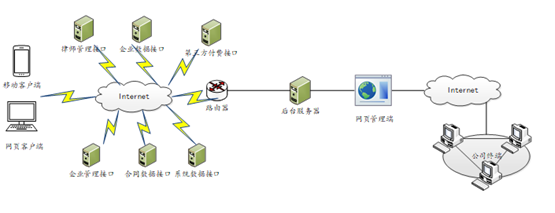 律师管理接口
企业数据接口
第三方付费接口
移动客户端
Internet
路由器
后台服务器
网页管理端
Internet
网页客户端
公司终端
企业管理接口
合同数据接口
系统数据接口